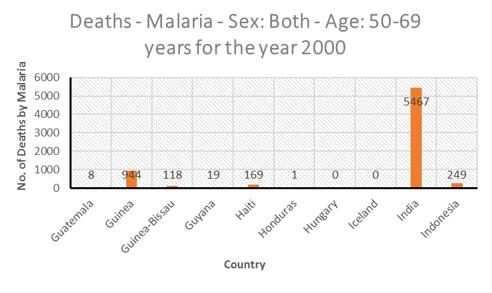 Deaths - Malaria - Sex: Both - Age: 50-69
years for the year 2000
No. of Deaths by Malaria
6000
5000
4000
3000
2000
1000
0
8
944
118
19
169
1
0
0
5467
249
Guatemala
Guinea
Guinea-Bissau
Guyana
Haiti
Honduras
Hungary
Iceland
India
Indonesia
Country